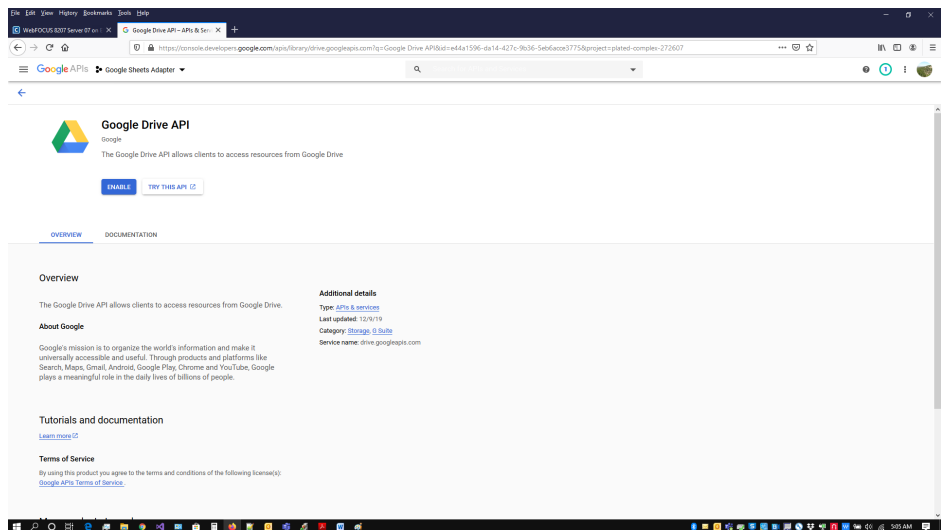 File Edit View History Bookmarks Tools Help
WebFOCUS 8207 Server 07 on
Google Drive API – APIs & Serv
https://console.developers.google.com/apis/library/drive.googleapis.com?q=Google Drive API&id=e44a1596-da14-427c-9b36-5eb6acce3775&project=plated-complex-272607
Google APIs Google Sheets Adapter
1
Google Drive API
Google
The Google Drive API allows clients to access resources from Google Drive
ENABLE TRY THIS API
OVERVIEW DOCUMENTATION
Overview
The Google Drive API allows clients to access resources from Google Drive.
About Google
Google's mission is to organize the world's information and make it
universally accessible and useful. Through products and platforms like
Search, Maps, Gmail, Android, Google Play, Chrome and YouTube, Google
plays a meaningful role in the daily lives of billions of people.
Additional details
Type: APIs & services
Last updated: 12/9/19
Category: Storage, G Suite
Service name: drive.googleapis.com
Tutorials and documentation
Learn more
Terms of Service
By using this product you agree to the terms and conditions of the following license(s):
Google APIs Terms of Service.
5:05 AM